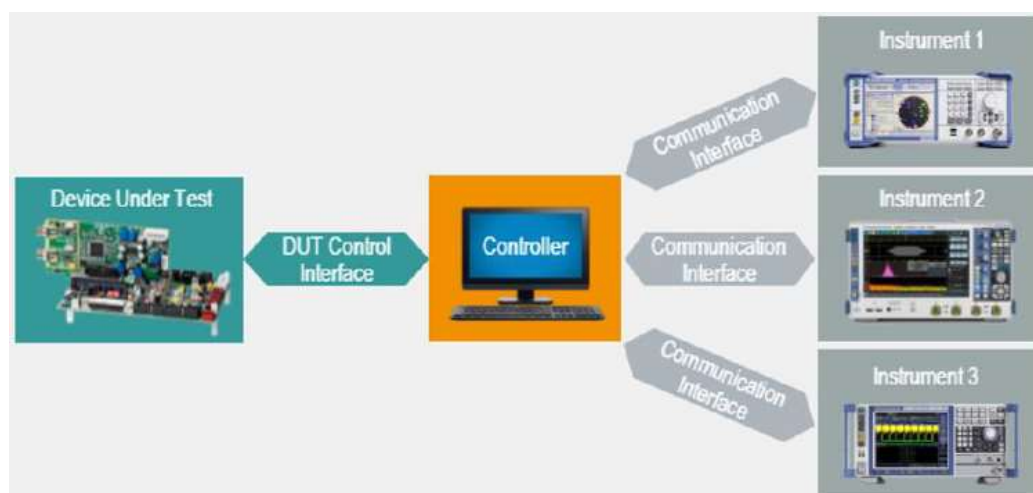 Device Under Test
DUT Control
Interface
Controller
Communication
Interface
Instrument 1
Communication
Interface
Instrument 2
Communication
Interface
Instrument 3